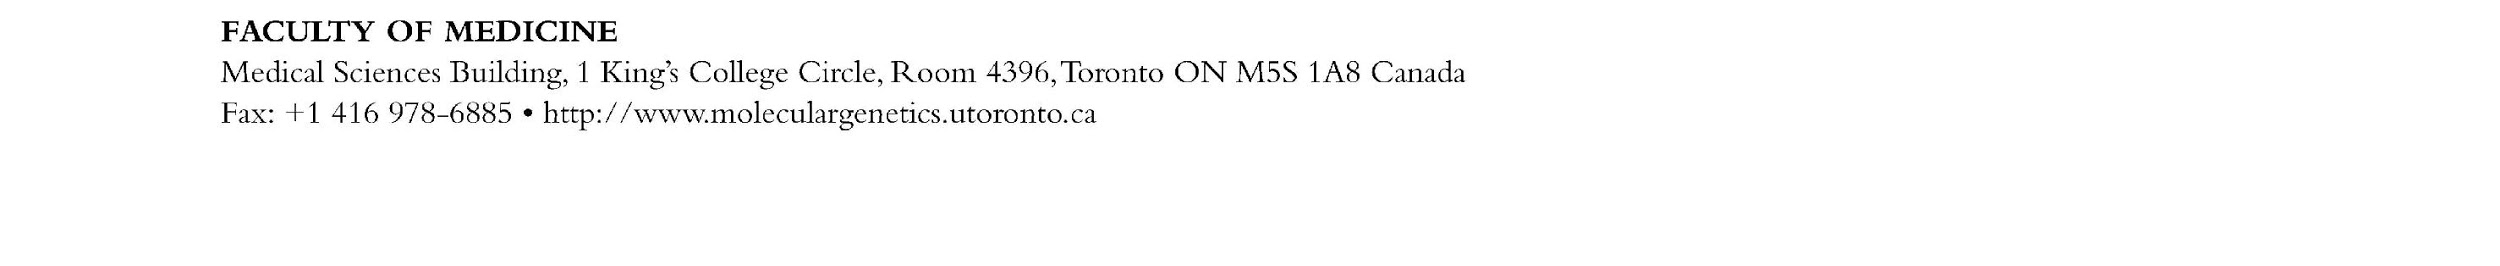 FACULTY OF MEDICINE
Medical Sciences Building, 1 King's College Circle, Room 4396, Toronto ON M5S 1A8 Canada
Fax: +1 416 978-6885 • http://www.moleculargenetics.utoronto.ca